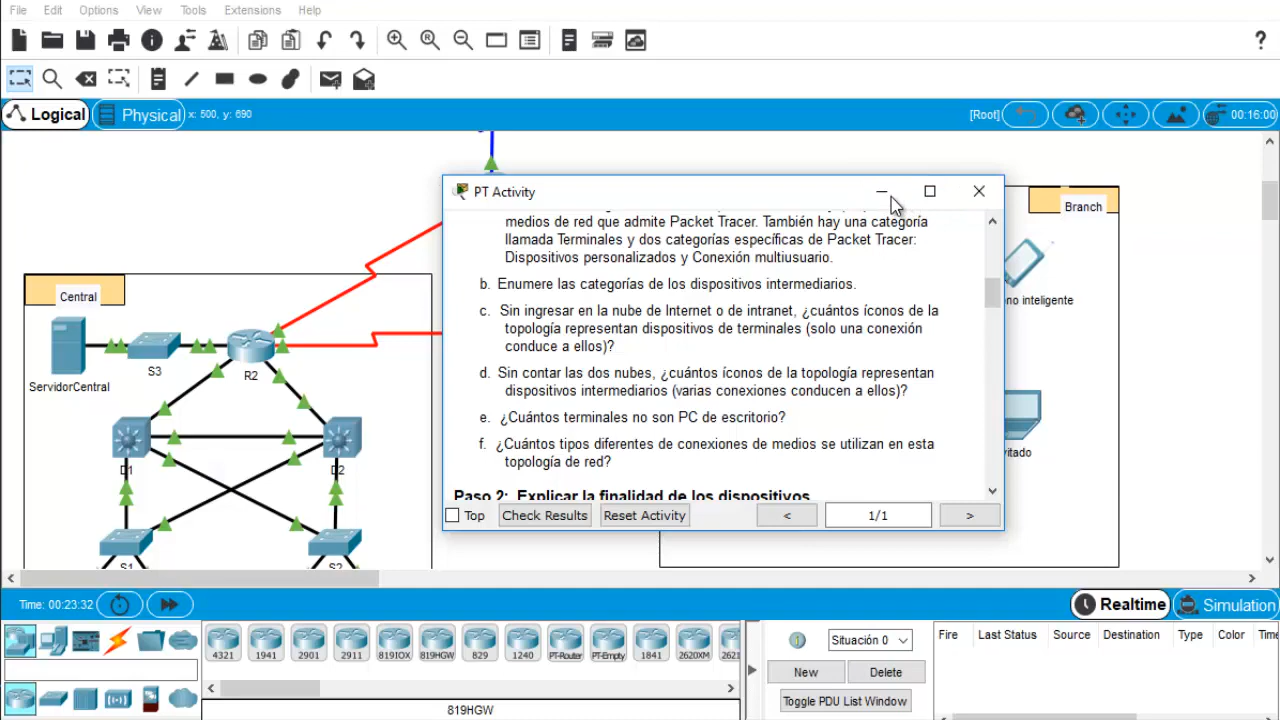 File Edit Options View Tools Extensions Help
?
Logical Physical x: 500, y: 690 [Root] 00:16:00
PT Activity
medios de red que admite Packet Tracer. También hay una categoría
llamada Terminales y dos categorías específicas de Packet Tracer:
Dispositivos personalizados y Conexión multiusuario.
b. Enumere las categorías de los dispositivos intermediarios.
c. Sin ingresar en la nube de Internet o de intranet, ¿cuántos íconos de la
topología representan dispositivos de terminales (solo una conexión
conduce a ellos)?
d. Sin contar las dos nubes, ¿cuántos íconos de la topología representan
dispositivos intermediarios (varias conexiones conducen a ellos)?
e. ¿Cuántos terminales no son PC de escritorio?
f. ¿Cuántos tipos diferentes de conexiones de medios se utilizan en esta
topología de red?
Paso 2: Explicar la finalidad de los dispositivos
Top Check Results Reset Activity < 1/1 >
Branch
no inteligente
vitado
Central
ServidorCentral
S3
R2
D1
D2
S1
S2
Time: 00:23:32
Realtime Simulation
4321 1941 2901 2911 819IOX 819HGW 829 1240 PT-Router PT-Empty 1841 2620XM 2621
819HGW
Situación 0
New Delete
Toggle PDU List Window
Fire Last Status Source Destination Type Color Time